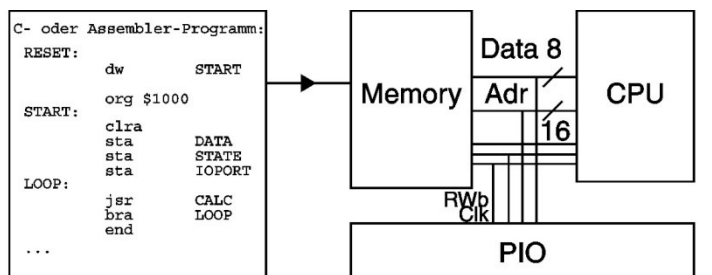 C- oder Assembler-Programm:
RESET:
dw START
org $1000
START:
clra
sta DATA
sta STATE
sta IOPORT
LOOP:
jsr CALC
bra LOOP
end
...
Memory
Data 8
Adr
16
CPU
RWb
Clk
PIO